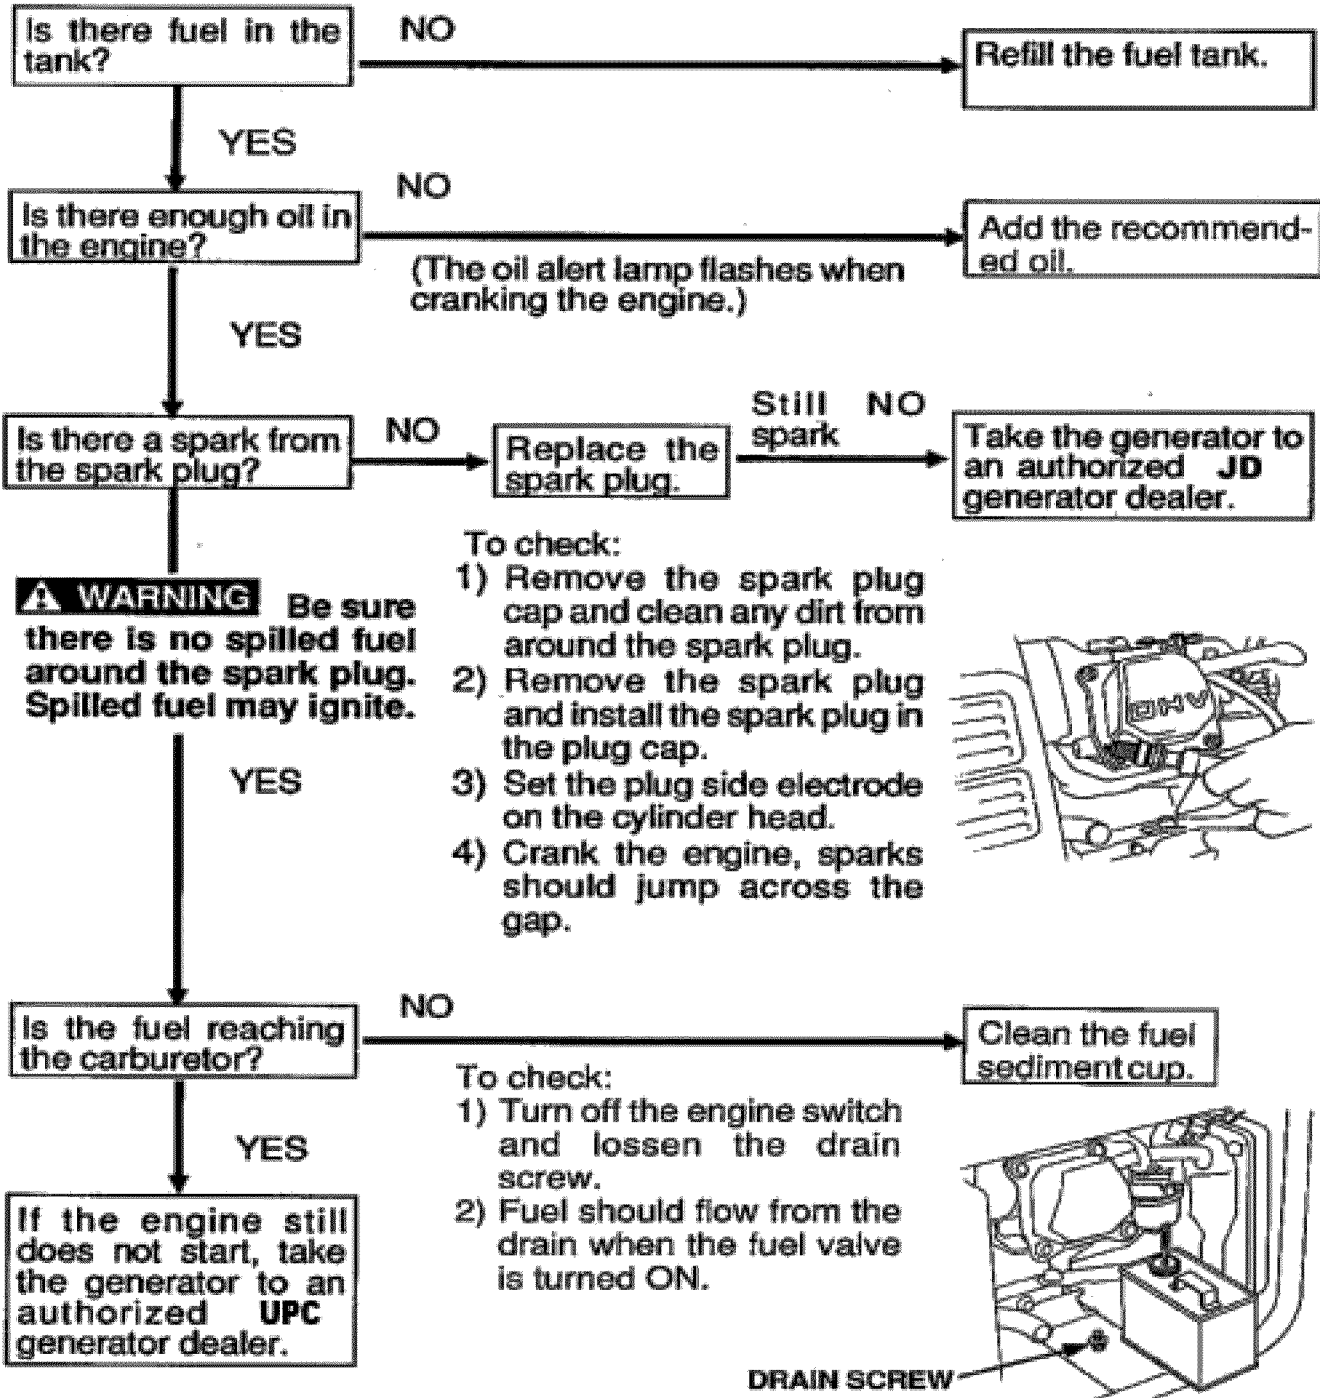 Is there fuel in the
tank?
NO
Refill the fuel tank.
YES
Is there enough oil in
the engine?
NO
(The oil alert lamp flashes when
cranking the engine.)
Add the recommend-
ed oil.
YES
Is there a spark from
the spark plug?
NO
Replace the
spark plug.
Still NO
spark
Take the generator to
an authorized JD
generator dealer.
WARNING Be sure
there is no spilled fuel
around the spark plug.
Spilled fuel may ignite.
To check:
1) Remove the spark plug
cap and clean any dirt from
around the spark plug.
2) Remove the spark plug
and install the spark plug in
the plug cap.
3) Set the plug side electrode
on the cylinder head.
4) Crank the engine, sparks
should jump across the
gap.
OHV
YES
Is the fuel reaching
the carburetor?
NO
Clean the fuel
sediment cup.
To check:
1) Turn off the engine switch
and lossen the drain
screw.
2) Fuel should flow from the
drain when the fuel valve
is turned ON.
YES
If the engine still
does not start, take
the generator to an
authorized UPC
generator dealer.
DRAIN SCREW